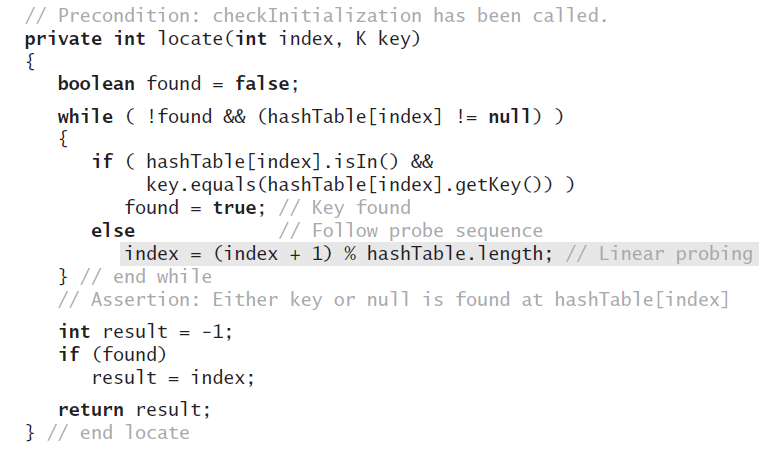 // Precondition: checkInitialization has been called.
private int locate(int index, K key)
{
   boolean found = false;
   while ( !found && (hashTable[index] != null) )
   {
      if ( hashTable[index].isIn() &&
           key.equals(hashTable[index].getKey()) )
         found = true; // Key found
      else             // Follow probe sequence
         index = (index + 1) % hashTable.length; // Linear probing
   } // end while
   // Assertion: Either key or null is found at hashTable[index]
   int result = -1;
   if (found)
      result = index;
   return result;
} // end locate